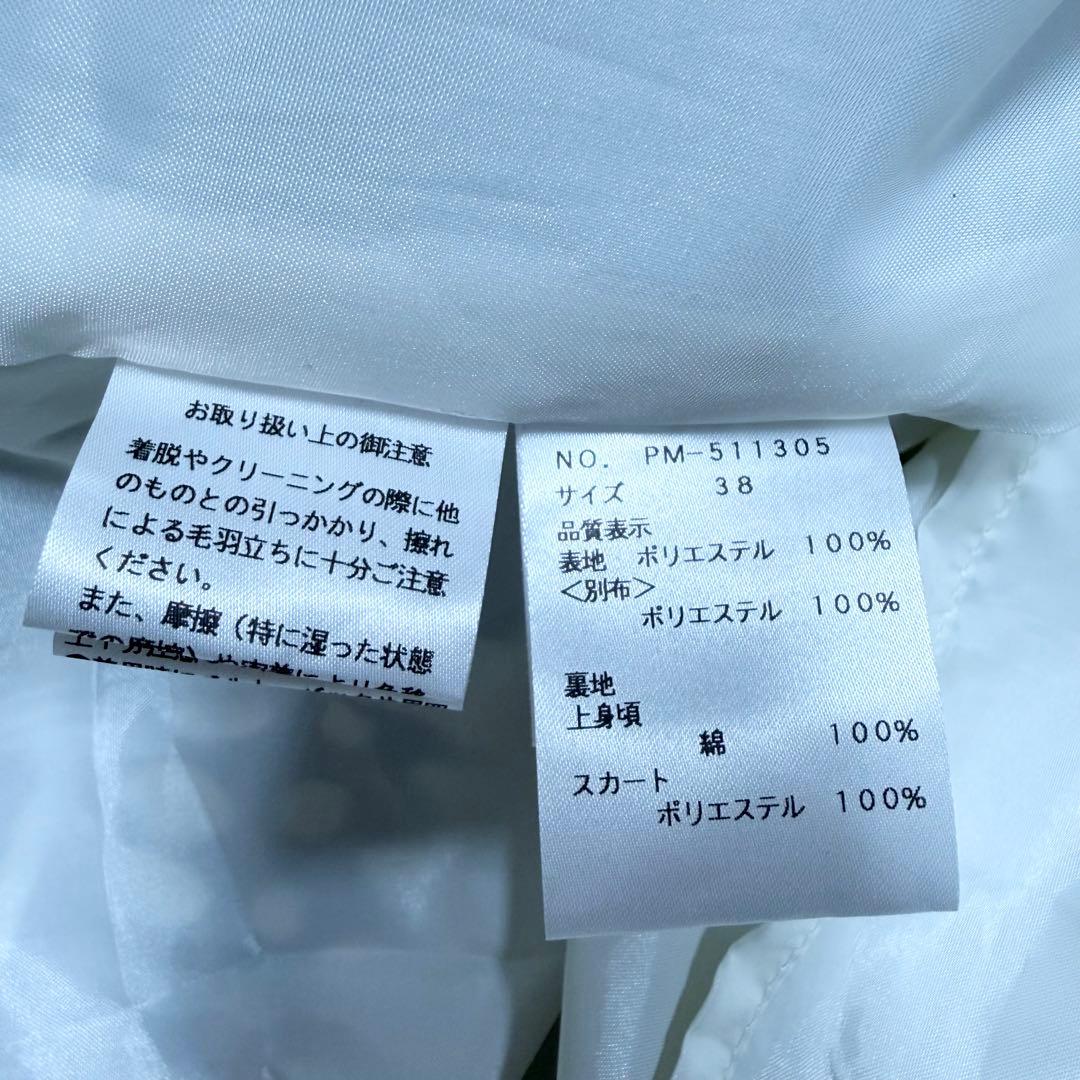 お取り扱い上の御注意
着脱やクリーニングの際に他
のものとの引っかかり、擦れ
による毛羽立ちに十分ご注意
ください。
また、摩擦(特に湿った状態
NO. PM-511305
サイズ 38
品質表示
表地 ポリエステル 100%
<別布>
ポリエステル 100%
裏地
上身頃
綿 100%
スカート
ポリエステル 100%